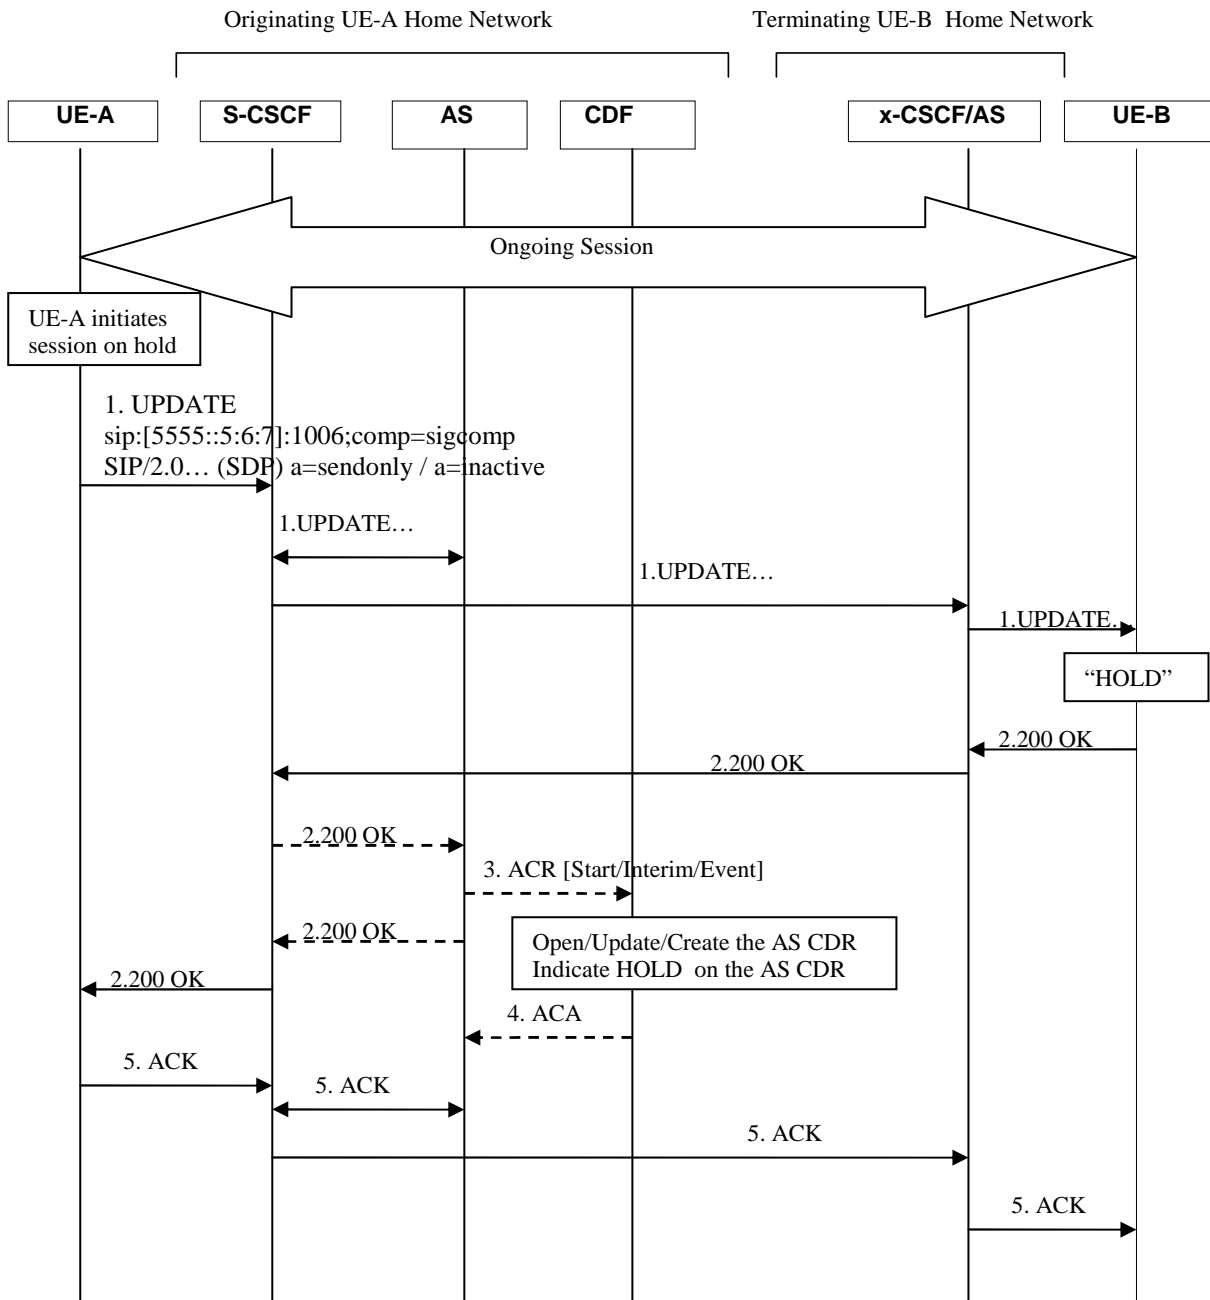 Originating UE-A Home Network
Terminating UE-B  Home Network
UE-A
S-CSCF
AS
CDF
x-CSCF/AS
UE-B
Ongoing Session
UE-A initiates
session on hold
1. UPDATE
sip:[5555::5:6:7]:1006;comp=sigcomp
SIP/2.0… (SDP) a=sendonly / a=inactive
1.UPDATE…
1.UPDATE…
1.UPDATE…
“HOLD”
2.200 OK
2.200 OK
2.200 OK
3. ACR [Start/Interim/Event]
2.200 OK
Open/Update/Create the AS CDR
Indicate HOLD  on the AS CDR
2.200 OK
4. ACA
5. ACK
5. ACK
5. ACK
5. ACK